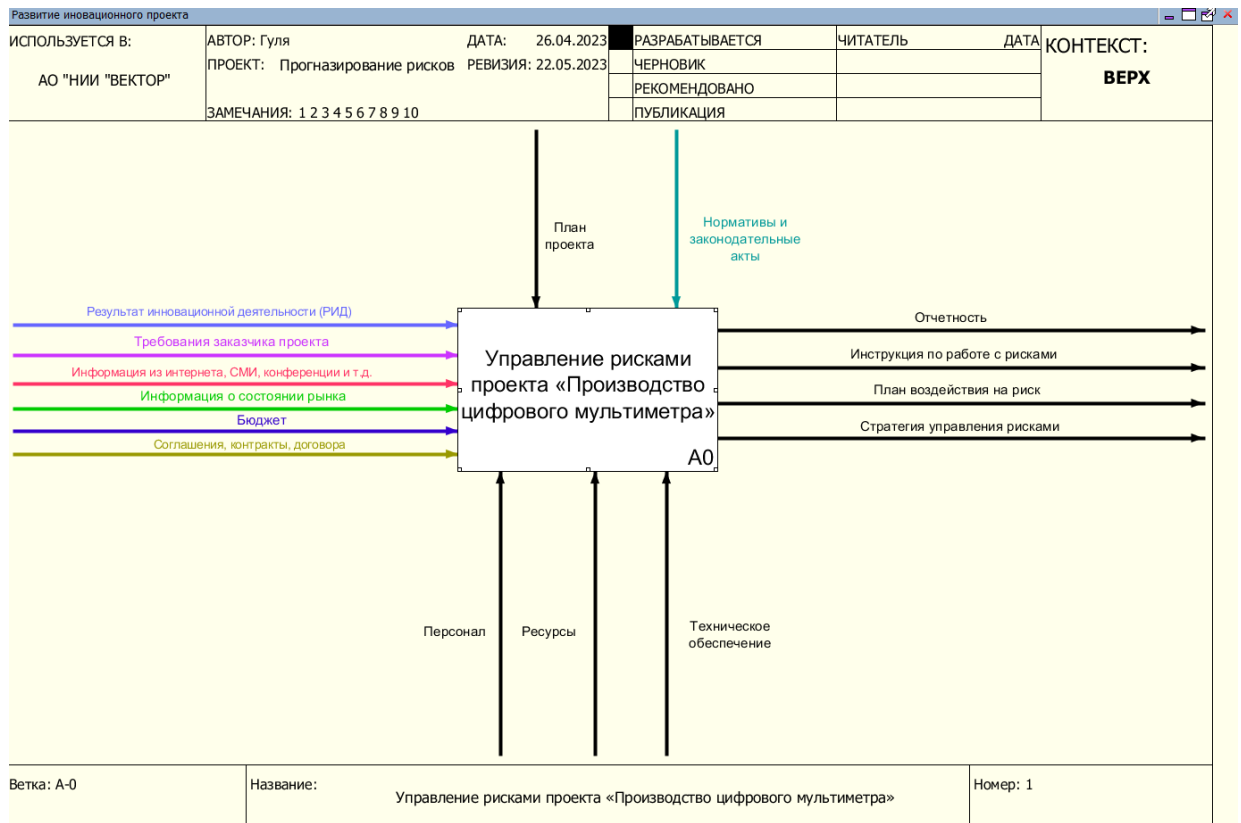 Развитие иновационного проекта
ИСПОЛЬЗУЕТСЯ В:
АО "НИИ "ВЕКТОР"
АВТОР: Гуля
ДАТА: 26.04.2023
ПРОЕКТ: Прогназирование рисков
РЕВИЗИЯ: 22.05.2023
ЗАМЕЧАНИЯ: 1 2 3 4 5 6 7 8 9 10
РАЗРАБАТЫВАЕТСЯ
ЧЕРНОВИК
РЕКОМЕНДОВАНО
ПУБЛИКАЦИЯ
ЧИТАТЕЛЬ
ДАТА
КОНТЕКСТ:
ВЕРХ
План
проекта
Нормативы и
законодательные
акты
Результат инновационной деятельности (РИД)
Требования заказчика проекта
Информация из интернета, СМИ, конференции и т.д.
Информация о состоянии рынка
Бюджет
Соглашения, контракты, договора
Управление рисками
проекта «Производство
цифрового мультиметра»
A0
Отчетность
Инструкция по работе с рисками
План воздействия на риск
Стратегия управления рисками
Персонал
Ресурсы
Техническое
обеспечение
Ветка: A-0
Название:
Управление рисками проекта «Производство цифрового мультиметра»
Номер: 1